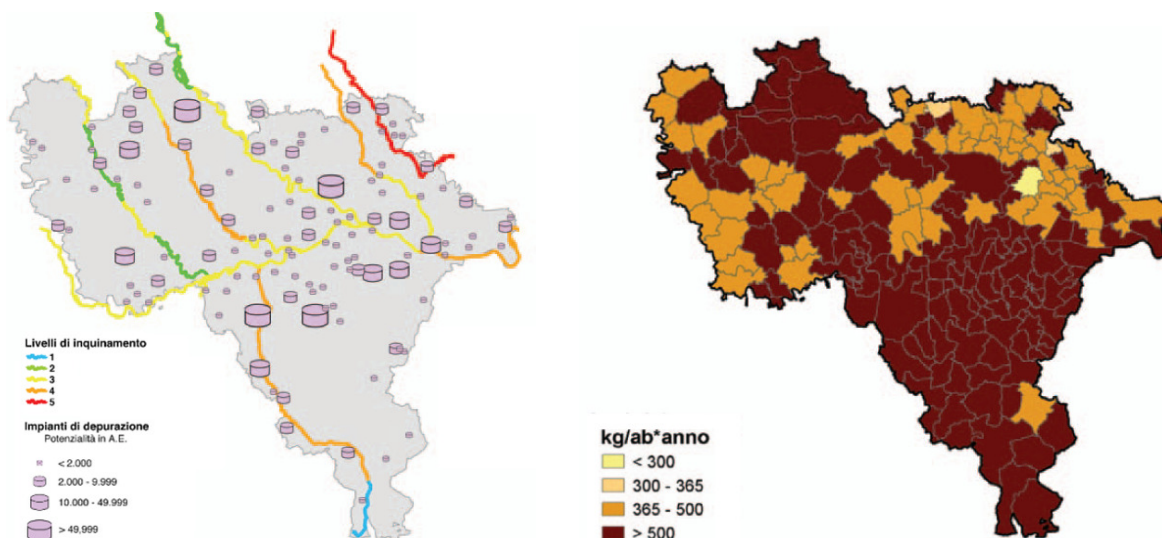 Livelli di inquinamento
1
2
3
4
5
Impianti di depurazione
Potenzialità in A.E.
< 2.000
2.000 - 9.999
10.000 - 49.999
> 49,999
kg/ab*anno
< 300
300 - 365
365 - 500
> 500